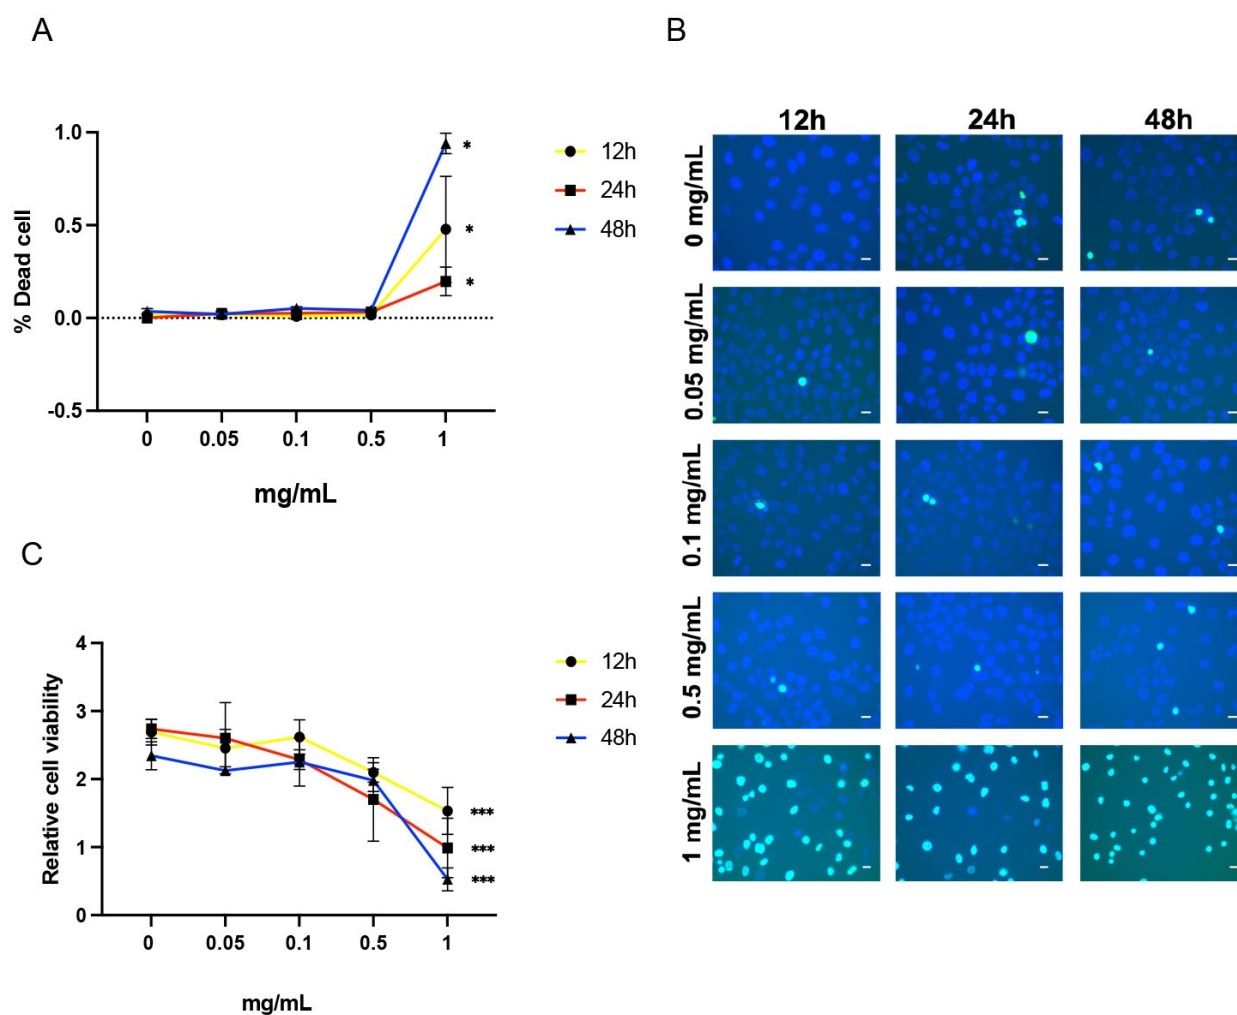 A
1.0
0.5
0.0
-0.5
% Dead cell
0 0.05 0.1 0.5 1
mg/mL
*
*
*
12h
24h
48h
B
12h 24h 48h
0 mg/mL
0.05 mg/mL
0.1 mg/mL
0.5 mg/mL
1 mg/mL
C
4
3
2
1
0
Relative cell viability
0 0.05 0.1 0.5 1
mg/mL
***
***
***
12h
24h
48h